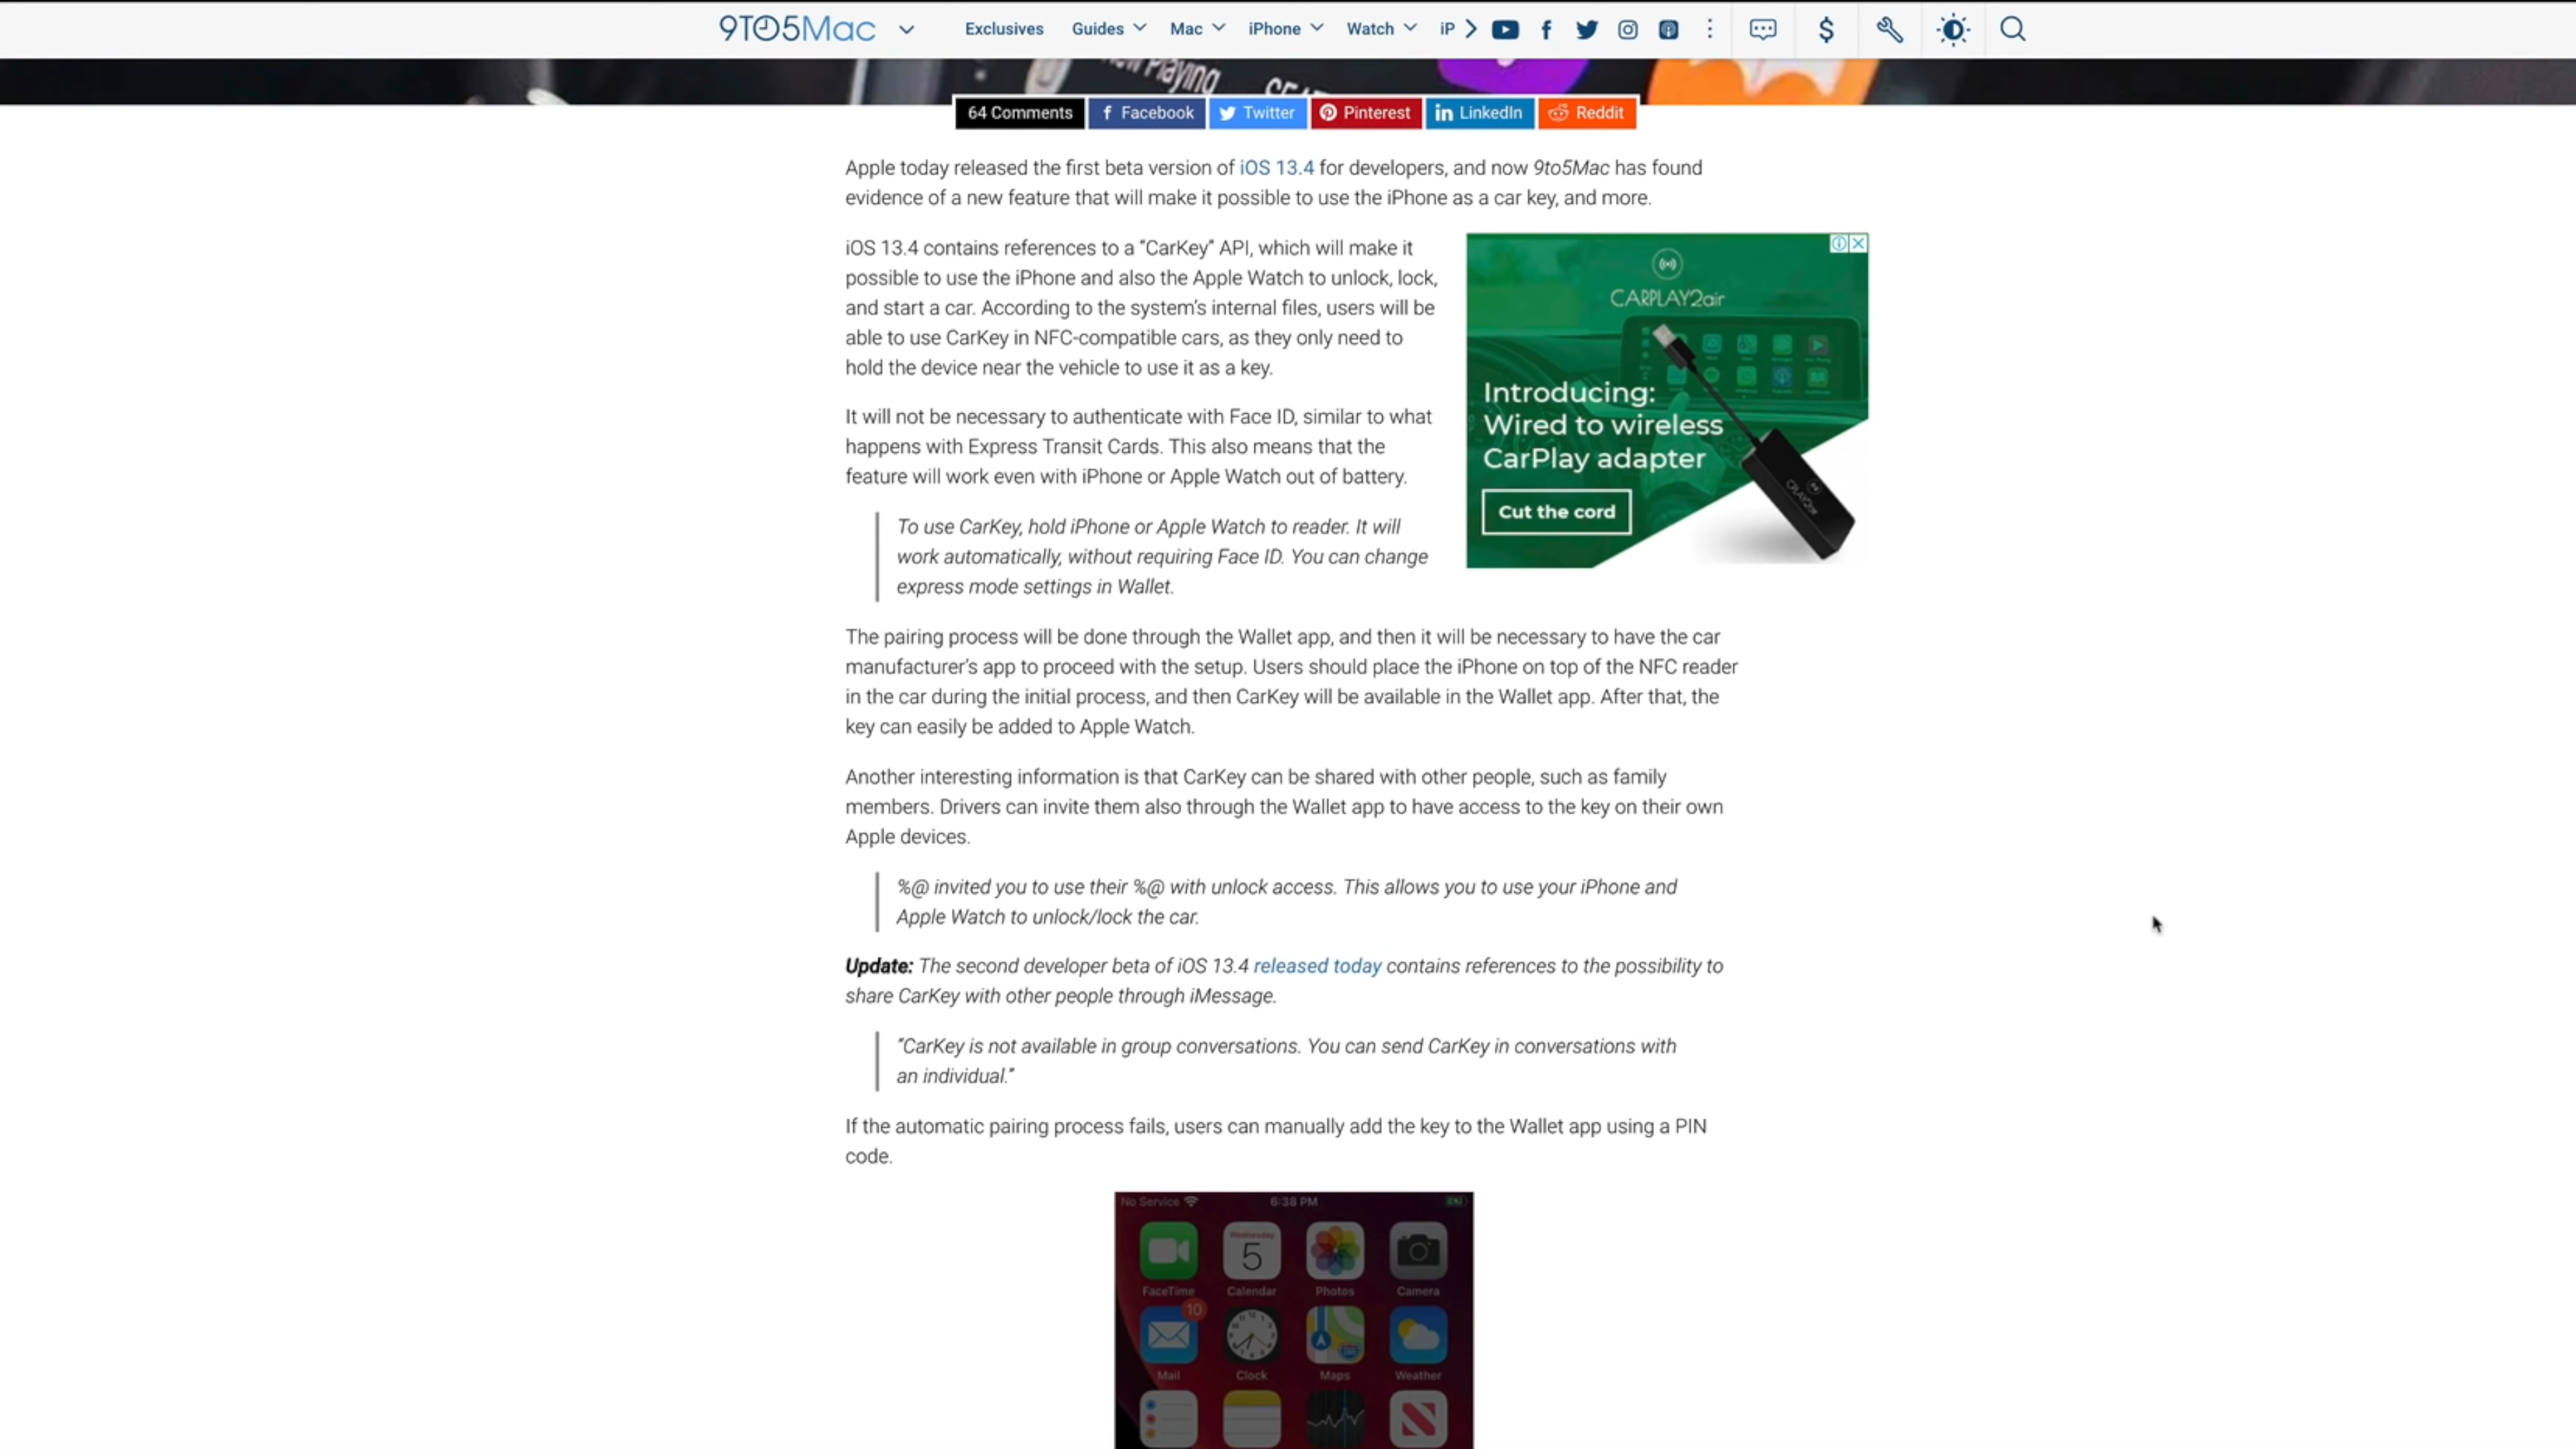 9TO5Mac
Exclusives Guides Mac iPhone Watch iP
Now Playing
64 Comments Facebook Twitter Pinterest LinkedIn Reddit
Apple today released the first beta version of iOS 13.4 for developers, and now 9to5Mac has found
evidence of a new feature that will make it possible to use the iPhone as a car key, and more.
iOS 13.4 contains references to a “CarKey” API, which will make it
possible to use the iPhone and also the Apple Watch to unlock, lock,
and start a car. According to the system’s internal files, users will be
able to use CarKey in NFC-compatible cars, as they only need to
hold the device near the vehicle to use it as a key.
CARPLAY2air
Introducing:
Wired to wireless
CarPlay adapter
Cut the cord
CPLAY2air
It will not be necessary to authenticate with Face ID, similar to what
happens with Express Transit Cards. This also means that the
feature will work even with iPhone or Apple Watch out of battery.
To use CarKey, hold iPhone or Apple Watch to reader. It will
work automatically, without requiring Face ID. You can change
express mode settings in Wallet.
The pairing process will be done through the Wallet app, and then it will be necessary to have the car
manufacturer’s app to proceed with the setup. Users should place the iPhone on top of the NFC reader
in the car during the initial process, and then CarKey will be available in the Wallet app. After that, the
key can easily be added to Apple Watch.
Another interesting information is that CarKey can be shared with other people, such as family
members. Drivers can invite them also through the Wallet app to have access to the key on their own
Apple devices.
%@ invited you to use their %@ with unlock access. This allows you to use your iPhone and
Apple Watch to unlock/lock the car.
Update: The second developer beta of iOS 13.4 released today contains references to the possibility to
share CarKey with other people through iMessage.
“CarKey is not available in group conversations. You can send CarKey in conversations with
an individual.”
If the automatic pairing process fails, users can manually add the key to the Wallet app using a PIN
code.
No Service 6:38 PM
Wednesday
5
FaceTime Calendar Photos Camera
10
Mail Clock Maps Weather